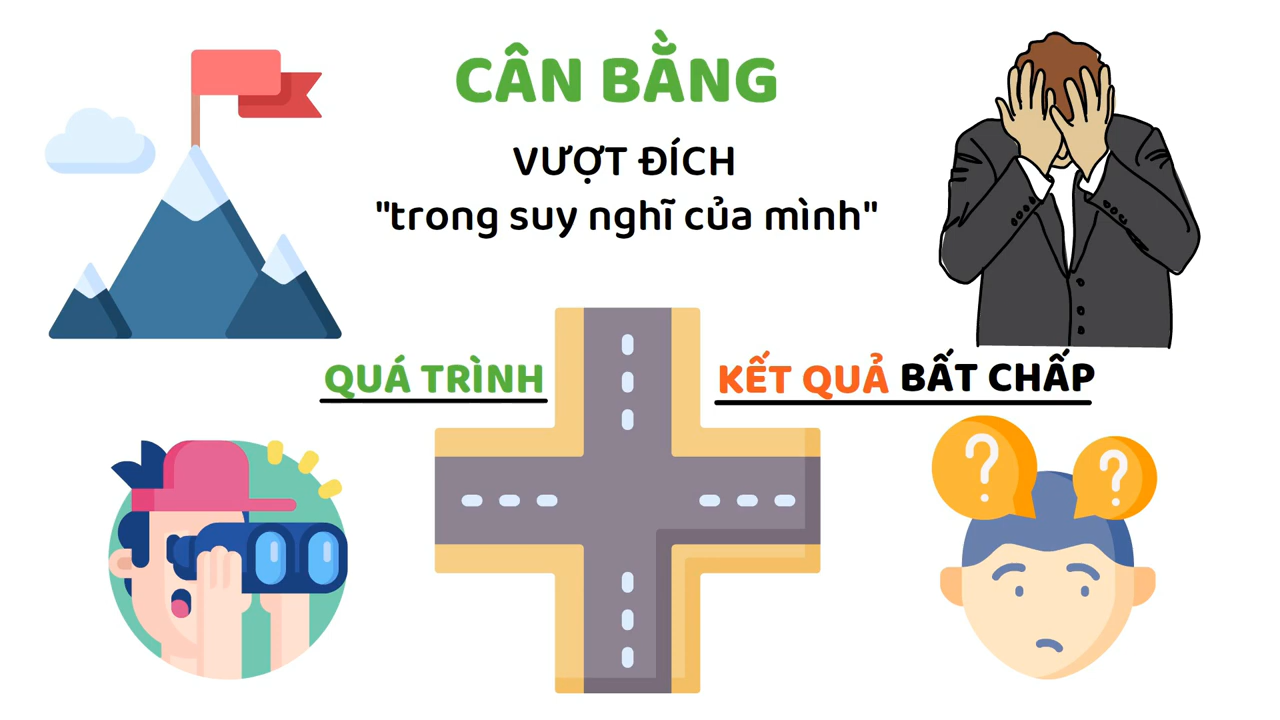 CÂN BẰNG
VƯỢT ĐÍCH
"trong suy nghĩ của mình"
QUÁ TRÌNH
KẾT QUẢ BẤT CHẤP
? ?